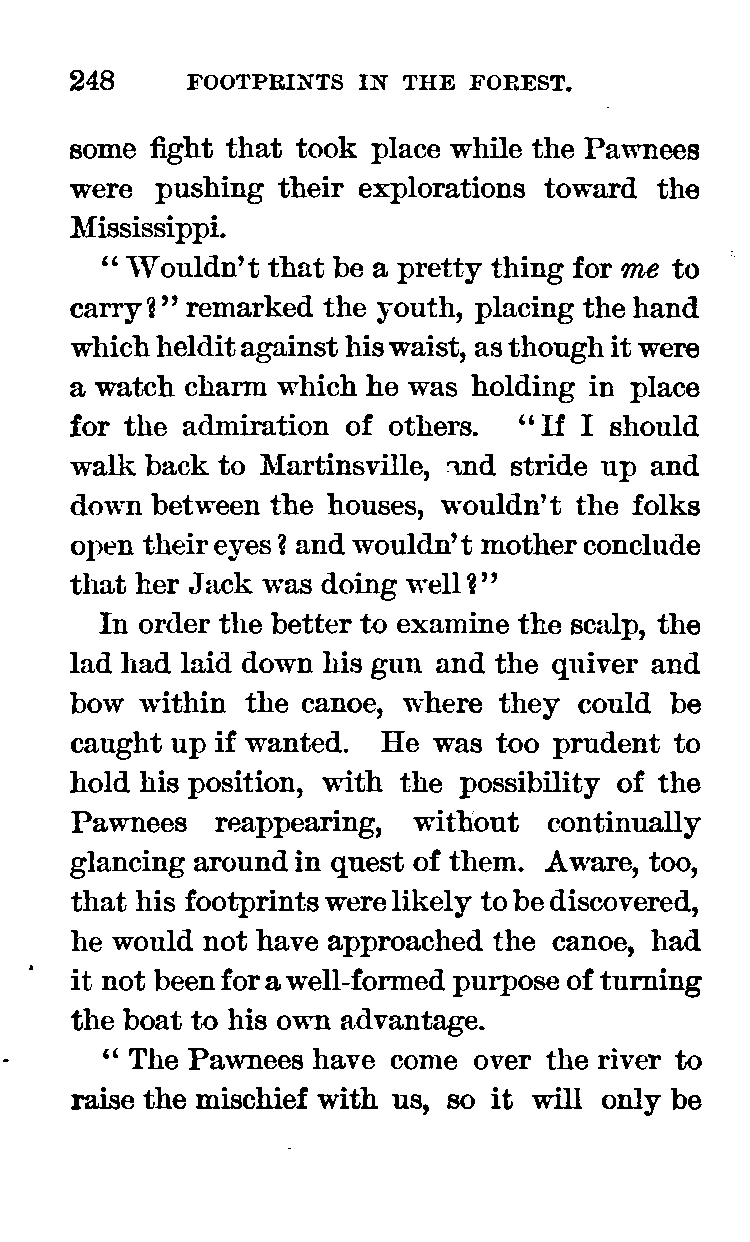 248 FOOTPRINTS IN THE FOREST.
some fight that took place while the Pawnees
were pushing their explorations toward the
Mississippi.
“Wouldn’t that be a pretty thing for me to
carry?” remarked the youth, placing the hand
which held it against his waist, as though it were
a watch charm which he was holding in place
for the admiration of others. “If I should
walk back to Martinsville, and stride up and
down between the houses, wouldn’t the folks
open their eyes? and wouldn’t mother conclude
that her Jack was doing well?”
In order the better to examine the scalp, the
lad had laid down his gun and the quiver and
bow within the canoe, where they could be
caught up if wanted. He was too prudent to
hold his position, with the possibility of the
Pawnees reappearing, without continually
glancing around in quest of them. Aware, too,
that his footprints were likely to be discovered,
he would not have approached the canoe, had
it not been for a well-formed purpose of turning
the boat to his own advantage.
“The Pawnees have come over the river to
raise the mischief with us, so it will only be